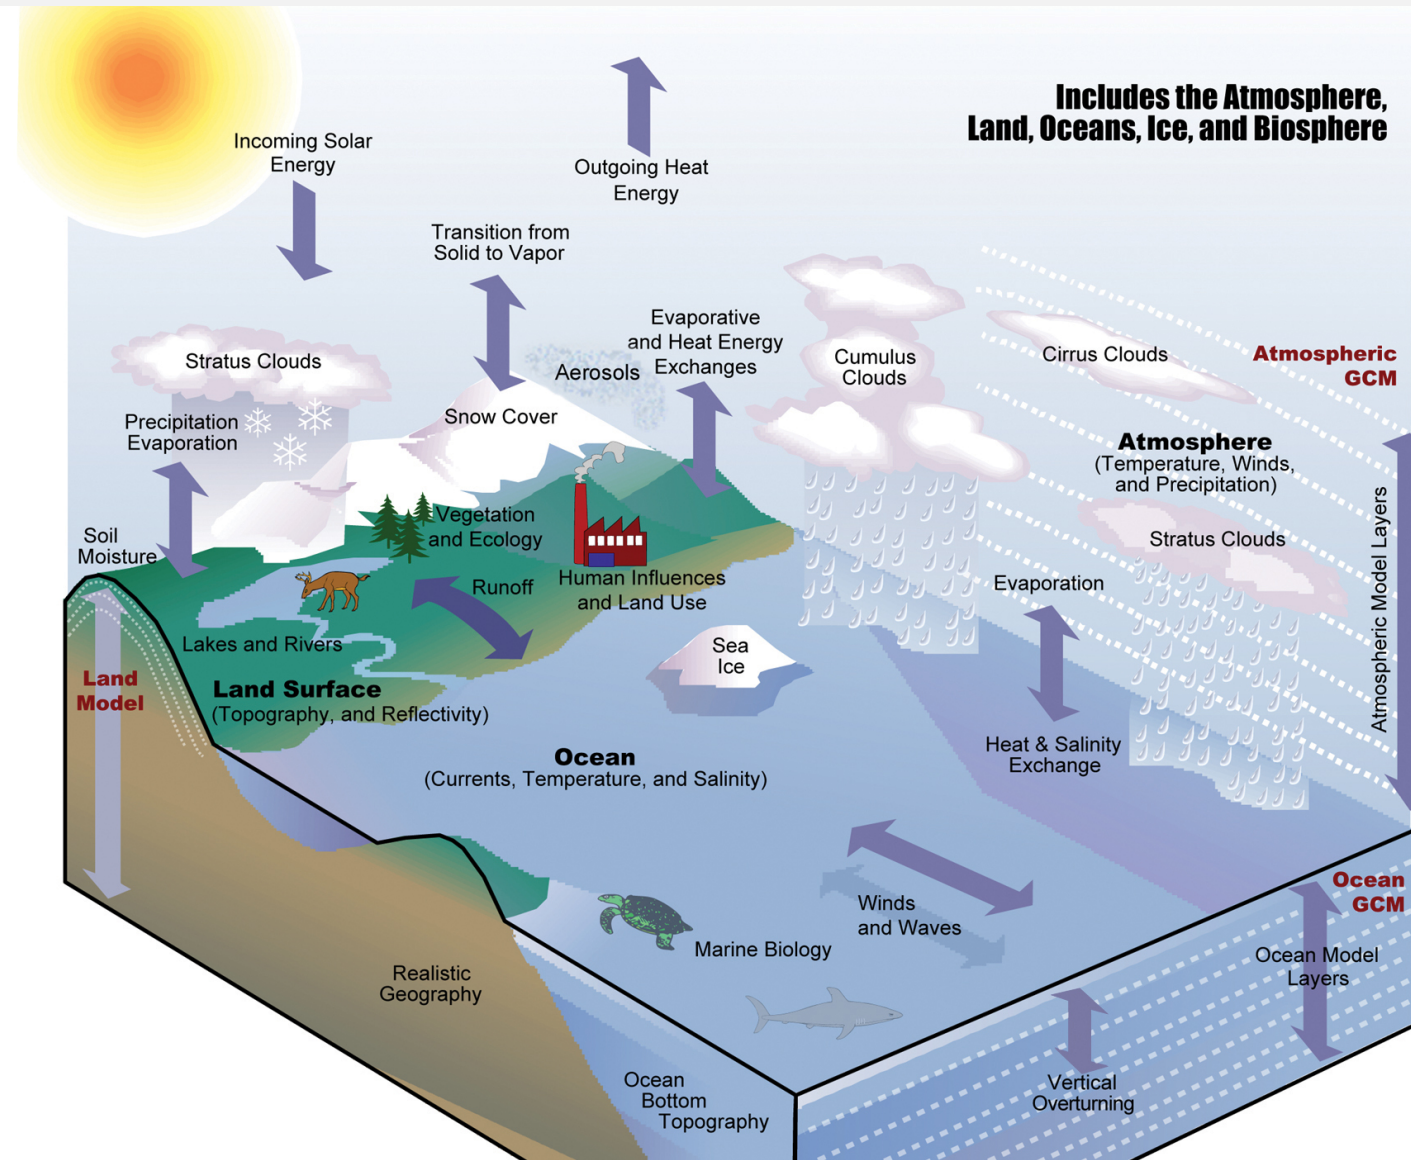 Includes the Atmosphere,
Land, Oceans, Ice, and Biosphere
Incoming Solar
Energy
Outgoing Heat
Energy
Transition from
Solid to Vapor
Evaporative
and Heat Energy
Exchanges
Stratus Clouds
Aerosols
Cumulus
Clouds
Cirrus Clouds
Atmospheric
GCM
Precipitation
Evaporation
Snow Cover
Atmosphere
(Temperature, Winds,
and Precipitation)
Atmospheric Model Layers
Soil
Moisture
Vegetation
and Ecology
Stratus Clouds
Runoff
Human Influences
and Land Use
Evaporation
Lakes and Rivers
Sea
Ice
Land
Model
Land Surface
(Topography, and Reflectivity)
Ocean
(Currents, Temperature, and Salinity)
Heat & Salinity
Exchange
Ocean
GCM
Winds
and Waves
Marine Biology
Ocean Model
Layers
Realistic
Geography
Vertical
Overturning
Ocean
Bottom
Topography